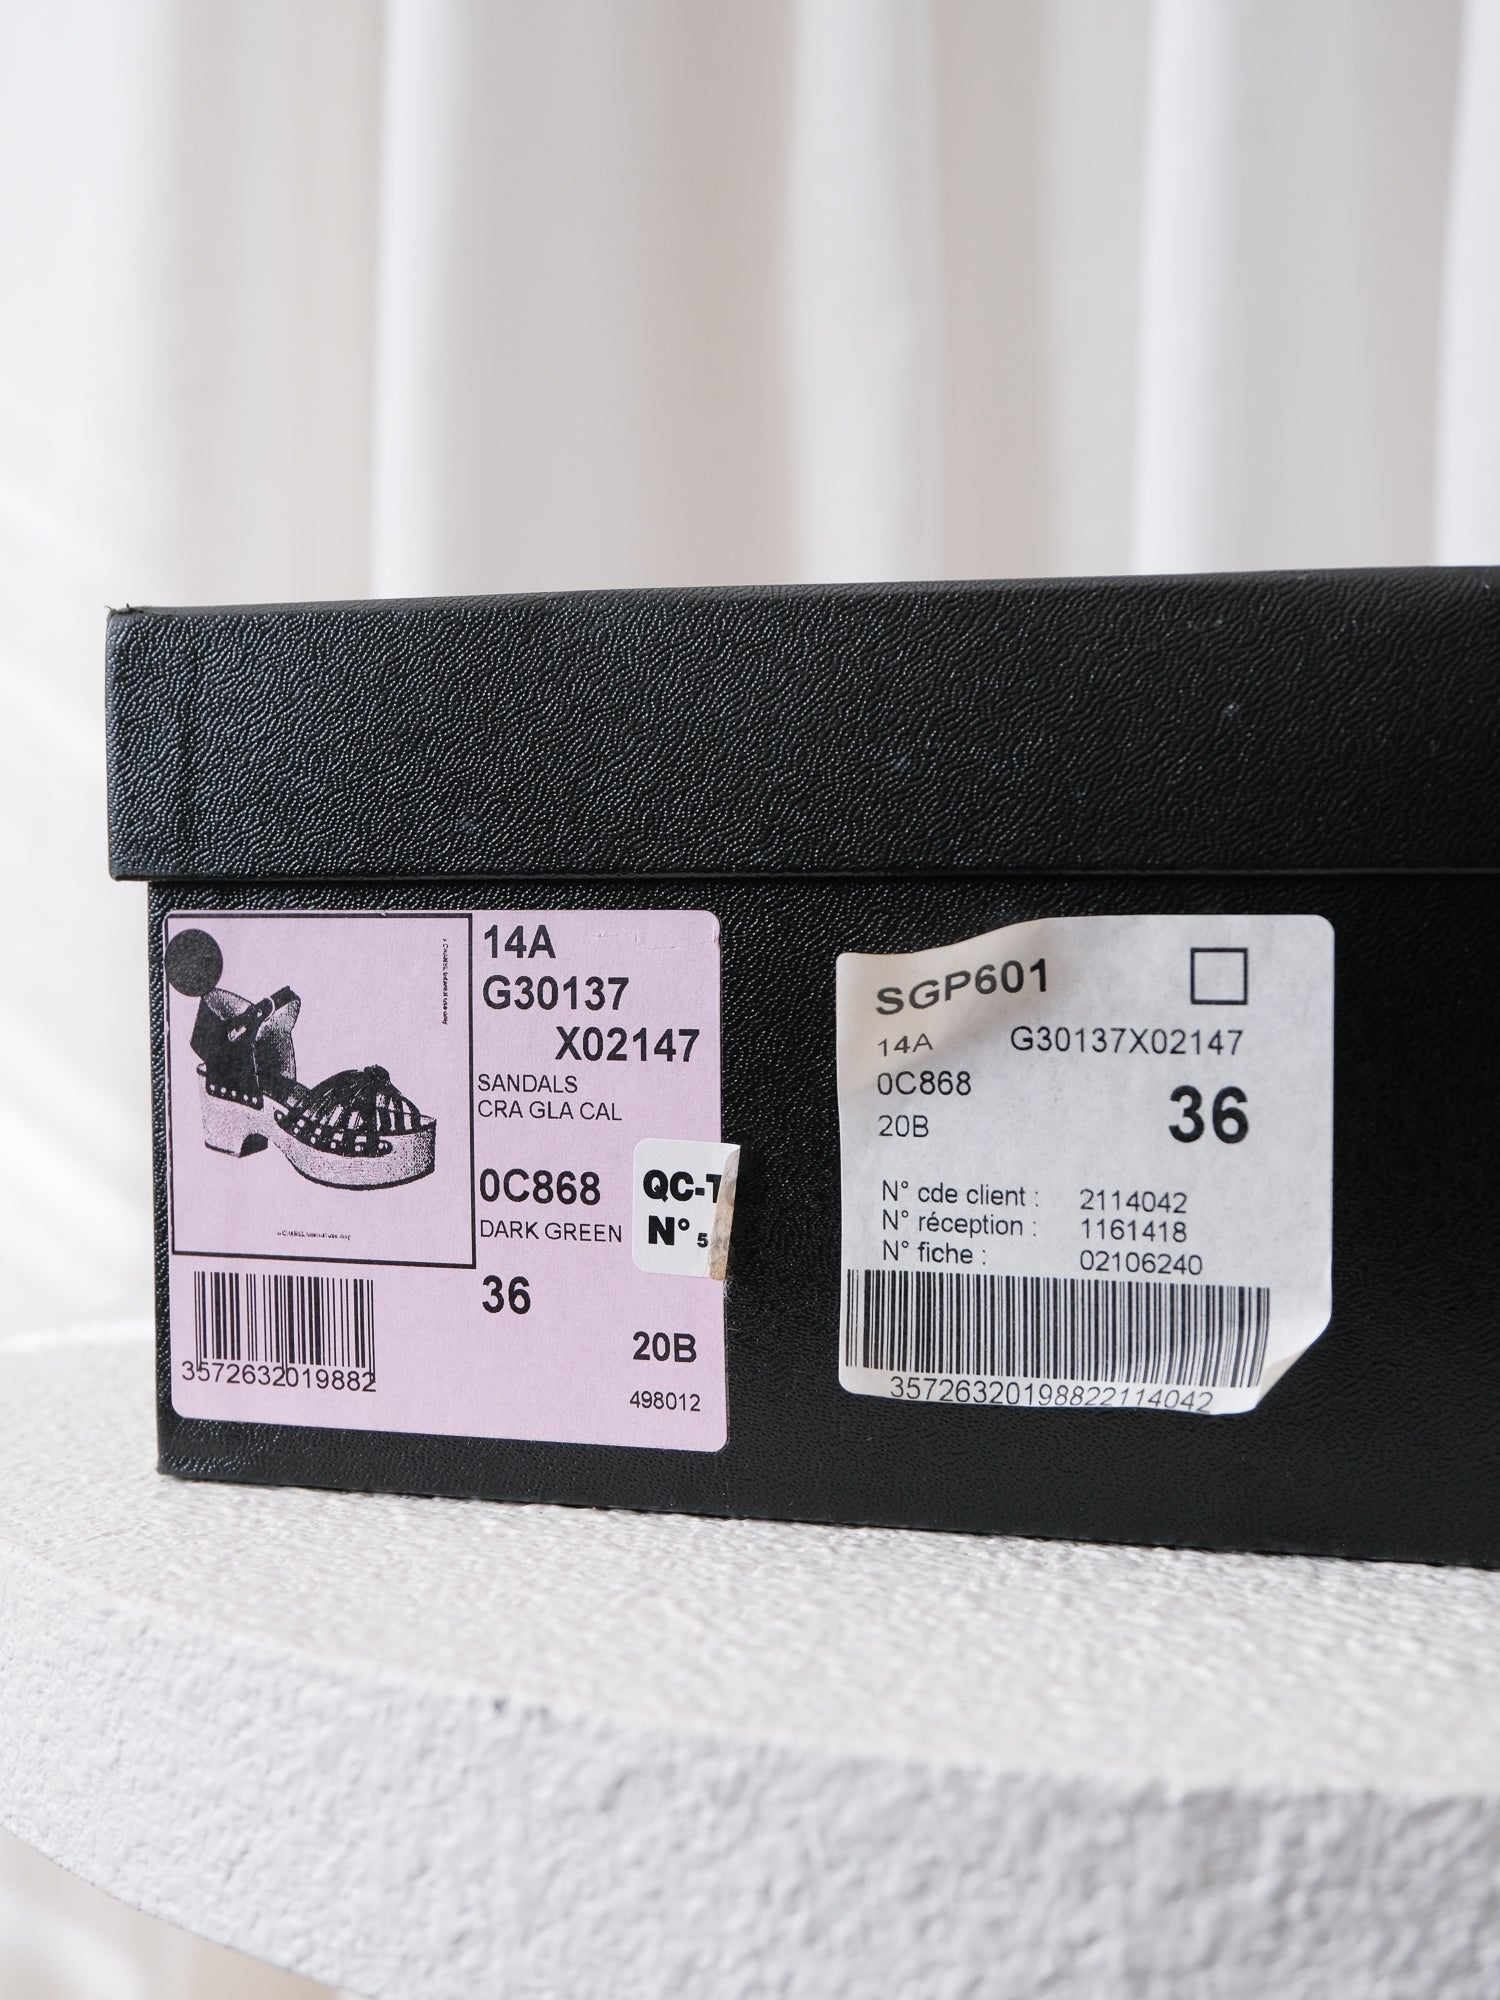 14A
G30137
X02147
SANDALS
CRA GLA CAL
0C868
DARK GREEN
QC-T
N° 5
36
20B
3572632019882
498012
SGP601
14A G30137X02147
0C868
36
20B
N° cde client : 2114042
N° réception : 1161418
N° fiche : 02106240
35726320198822114042